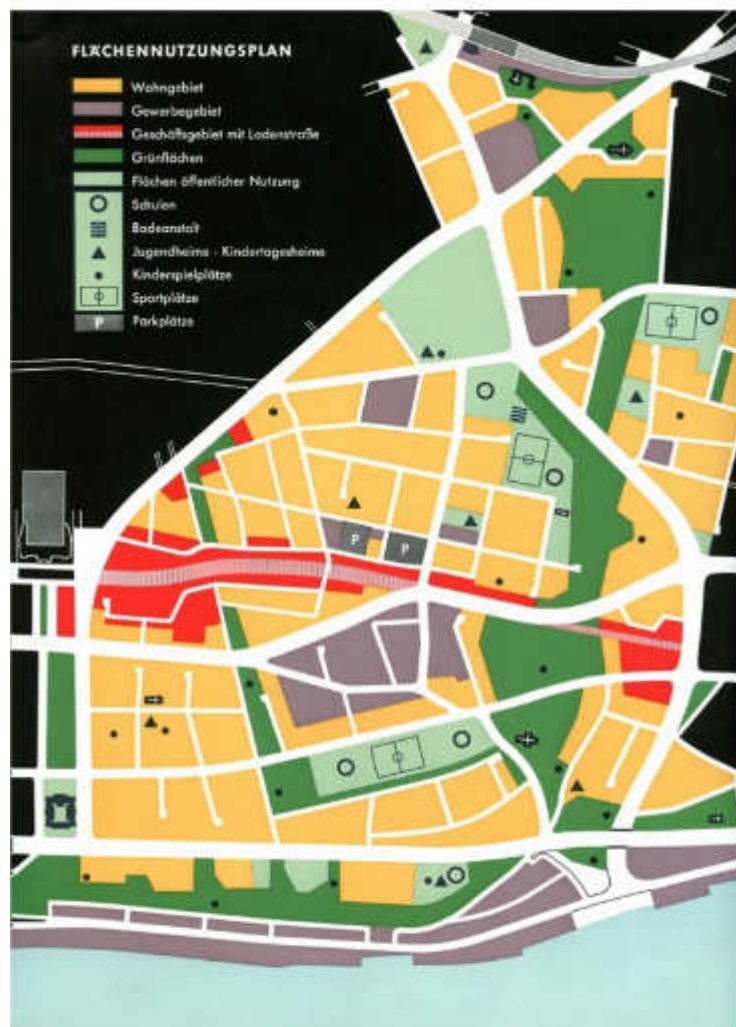 FLÄCHENNUTZUNGSPLAN
Wohngebiet
Gewerbegebiet
Geschäftsgebiet mit Ladenstraße
Grünflächen
Flächen öffentlicher Nutzung
Schulen
Badeanstalt
Jugendheime - Kindertagesheime
Kinderspielplätze
Sportplätze
P Parkplätze
P P